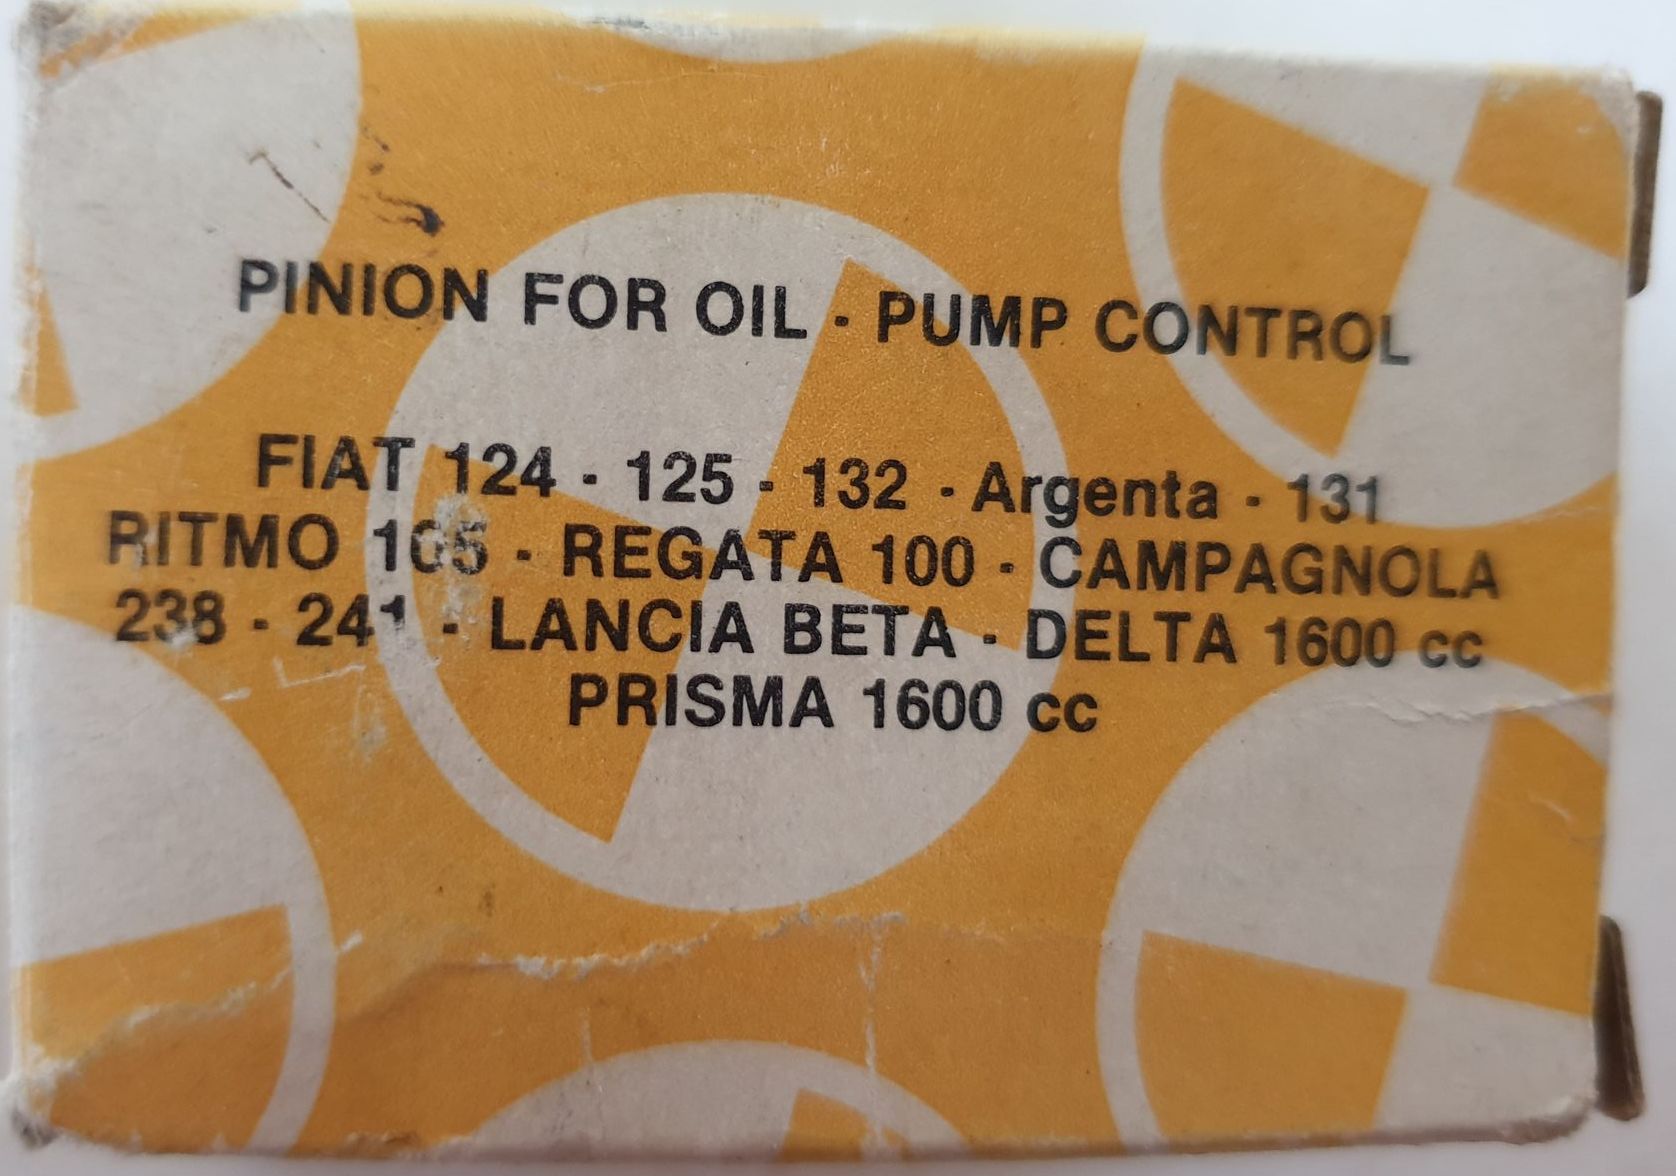 PINION FOR OIL - PUMP CONTROL
FIAT 124 - 125 - 132 - Argenta - 131
RITMO 105 - REGATA 100 - CAMPAGNOLA
238 - 241 - LANCIA BETA - DELTA 1600 cc
PRISMA 1600 cc